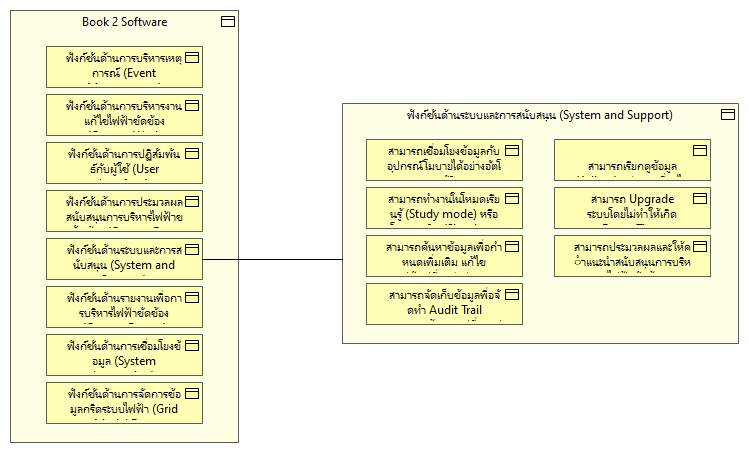 Book 2 Software
ฟังก์ชั่นด้านการบริหารเหตุ
การณ์ (Event
ฟังก์ชั่นด้านการบริหารงาน
แก้ไขไฟฟ้าขัดข้อง
ฟังก์ชั่นด้านการปฏิสัมพัน
ธ์กับผู้ใช้ (User
ฟังก์ชั่นด้านการประมวลผล
สนับสนุนการบริหารไฟฟ้าข
ฟังก์ชั่นด้านระบบและการส
นับสนุน (System and
ฟังก์ชั่นด้านรายงานเพื่อกา
รบริหารไฟฟ้าขัดข้อง
ฟังก์ชั่นด้านการเชื่อมโยงข้
อมูล (System
ฟังก์ชั่นด้านการจัดการข้อ
มูลกริดระบบไฟฟ้า (Grid
ฟังก์ชั่นด้านระบบและการสนับสนุน (System and Support)
สามารถเชื่อมโยงข้อมูลกับ
อุปกรณ์โมบายได้อย่างอัตโ
สามารถทำงานในโหมดเรีย
นรู้ (Study mode) หรือ
สามารถค้นหาข้อมูลเพื่อกำ
หนดเพิ่มเติม แก้ไข
สามารถจัดเก็บข้อมูลพื่อจั
ดทำ Audit Trail
สามารถเรียกดูข้อมูล
สามารถ Upgrade
ระบบโดยไม่ทำให้เกิด
สามารถประมวลผลและให้ค
ำแนะนำสนับสนุนการบริห